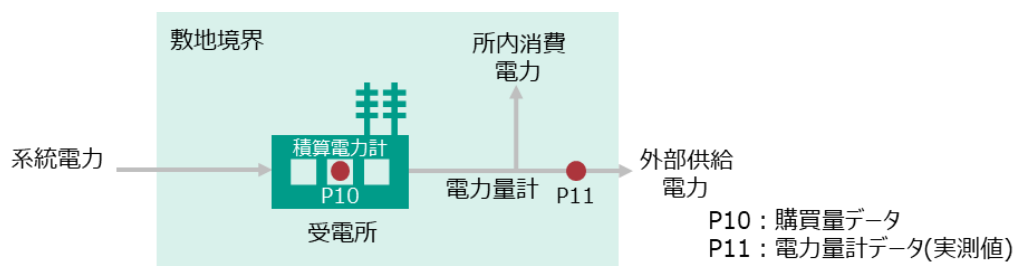 敷地境界
所内消費
電力
系統電力
積算電力計
P10
受電所
電力量計
P11
外部供給
電力
P10：購買量データ
P11：電力量計データ(実測値)